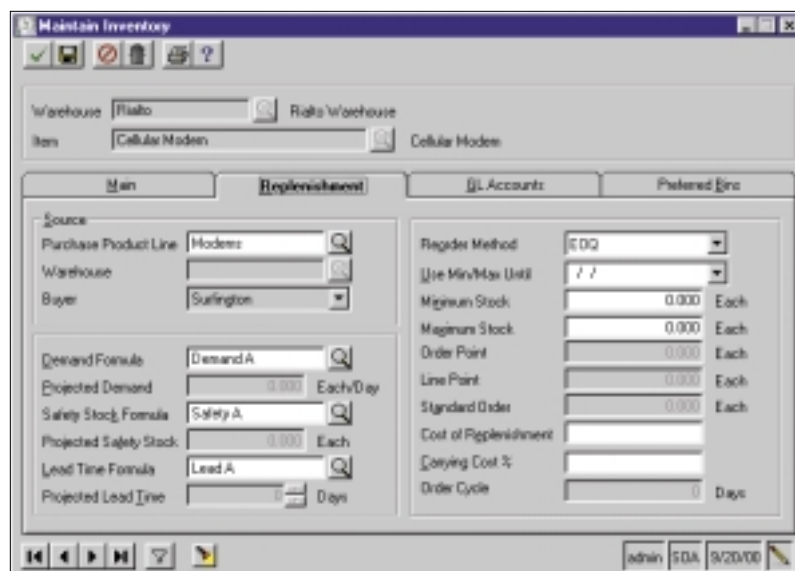 Maintain Inventory
Warehouse Rialto Rialto Warehouse
Item Cellular Modem Cellular Modem
Main Replenishment GL Accounts Preferred Bins
Source
Purchase Product Line Modems
Warehouse
Buyer Surlington
Demand Formula Demand A
Projected Demand 0.000 Each/Day
Safety Stock Formula Safety A
Projected Safety Stock 0.000 Each
Lead Time Formula Lead A
Projected Lead Time 0 Days
Reorder Method EOQ
Use Min/Max Until / /
Minimum Stock 0.000 Each
Maximum Stock 0.000 Each
Order Point 0.000 Each
Line Point 0.000 Each
Standard Order 0.000 Each
Cost of Replenishment
Carrying Cost %
Order Cycle 0 Days
admin SOA 9/20/00